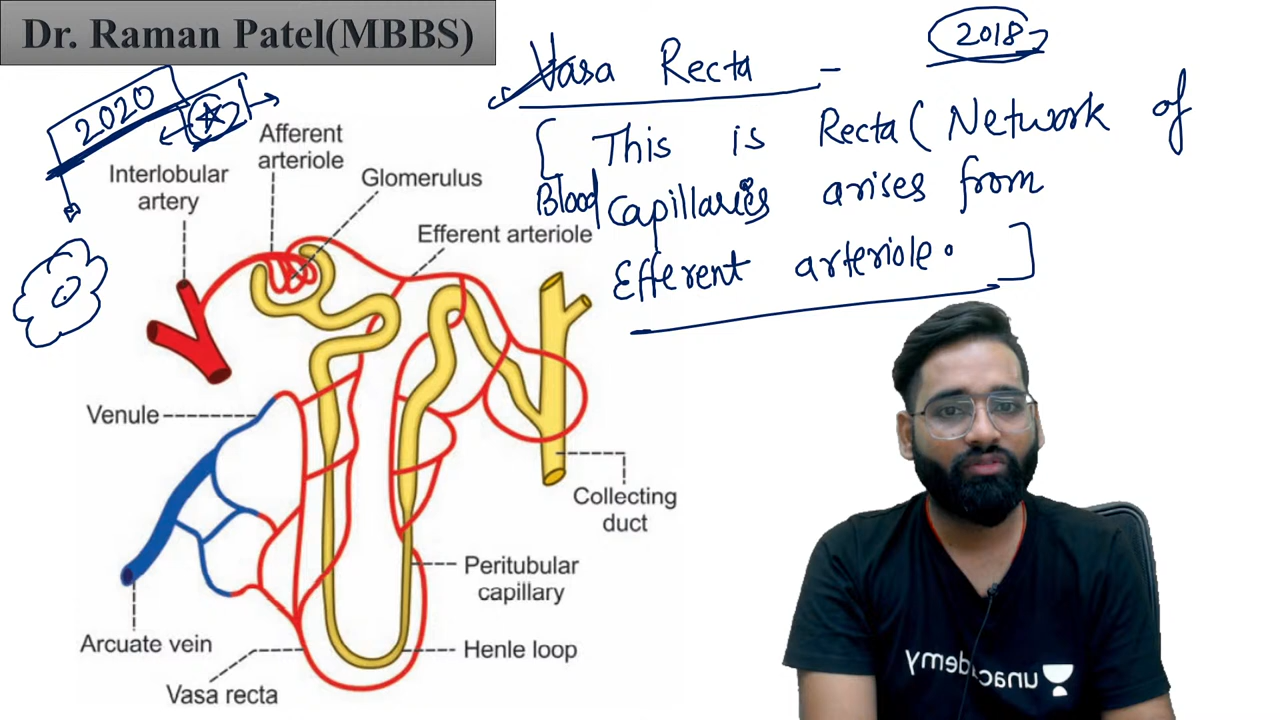 Dr. Raman Patel(MBBS)
2018
Vasa Recta -
2020
[ This is Recta( Network of
Blood capillaries arises from
Efferent arteriole. ]
Afferent
arteriole
Interlobular
artery
Glomerulus
Efferent arteriole
Venule
Collecting
duct
Peritubular
capillary
Arcuate vein
Henle loop
Vasa recta
unacademy